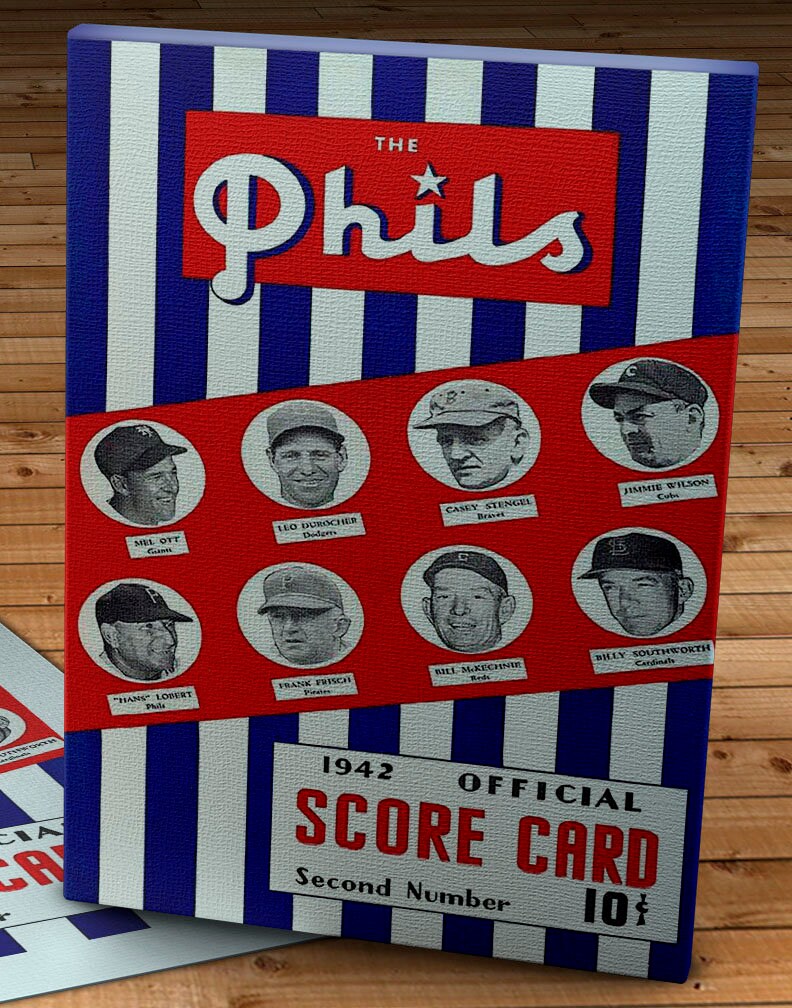 THE
Phils
MEL OTT
Giants
LEO DUROCHER
Dodgers
CASEY STENGEL
Braves
JIMMIE WILSON
Cubs
"HANS" LOBERT
Phils
FRANK FRISCH
Pirates
BILL McKECHNIE
Reds
BILLY SOUTHWORTH
Cardinals
1942 OFFICIAL
SCORE CARD
Second Number 10¢